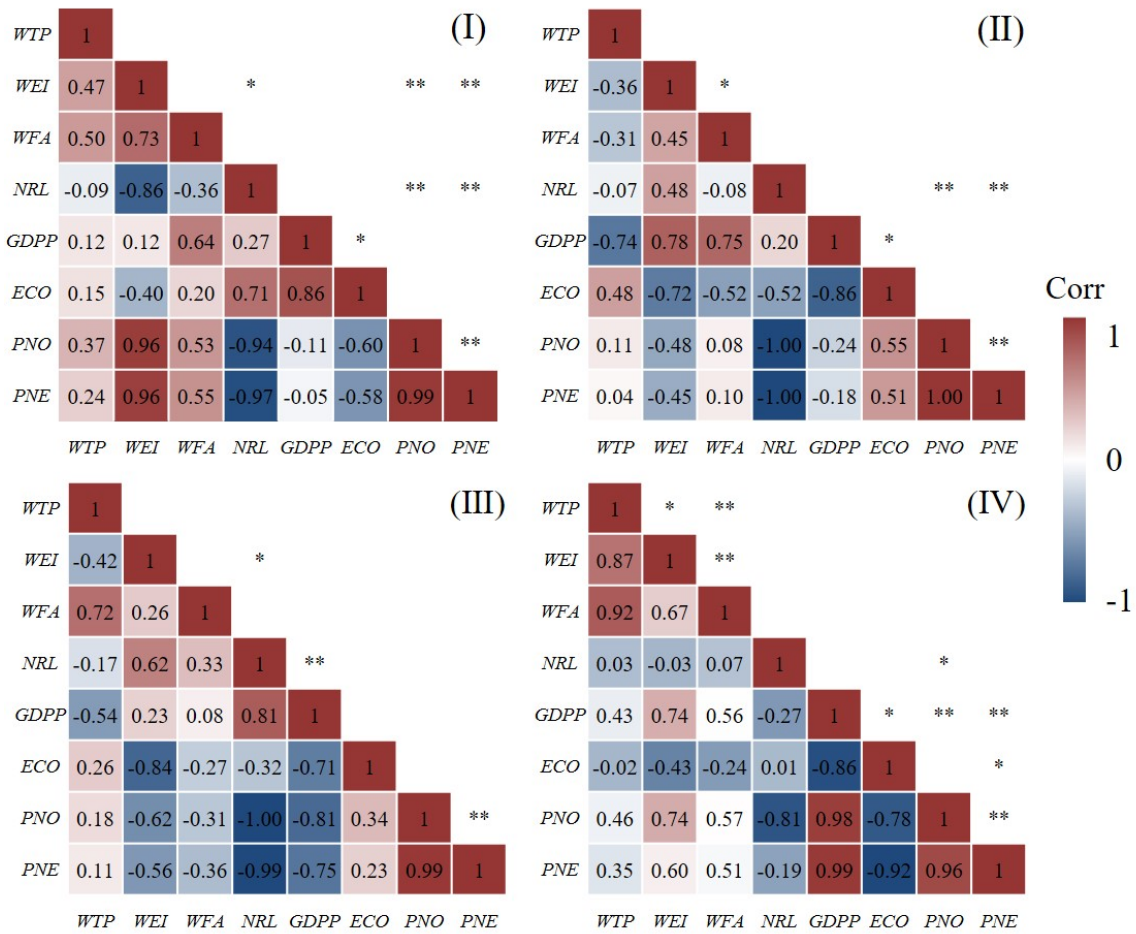 (I)
WTP 1
WEI 0.47 1 * ** **
WFA 0.50 0.73 1
NRL -0.09 -0.86 -0.36 1 ** **
GDPP 0.12 0.12 0.64 0.27 1 *
ECO 0.15 -0.40 0.20 0.71 0.86 1
PNO 0.37 0.96 0.53 -0.94 -0.11 -0.60 1 **
PNE 0.24 0.96 0.55 -0.97 -0.05 -0.58 0.99 1
WTP WEI WFA NRL GDPP ECO PNO PNE
(II)
WTP 1
WEI -0.36 1 *
WFA -0.31 0.45 1
NRL -0.07 0.48 -0.08 1 ** **
GDPP -0.74 0.78 0.75 0.20 1 *
ECO 0.48 -0.72 -0.52 -0.52 -0.86 1
PNO 0.11 -0.48 0.08 -1.00 -0.24 0.55 1 **
PNE 0.04 -0.45 0.10 -1.00 -0.18 0.51 1.00 1
WTP WEI WFA NRL GDPP ECO PNO PNE
Corr
1
0
-1
(III)
WTP 1
WEI -0.42 1 *
WFA 0.72 0.26 1
NRL -0.17 0.62 0.33 1 **
GDPP -0.54 0.23 0.08 0.81 1
ECO 0.26 -0.84 -0.27 -0.32 -0.71 1
PNO 0.18 -0.62 -0.31 -1.00 -0.81 0.34 1 **
PNE 0.11 -0.56 -0.36 -0.99 -0.75 0.23 0.99 1
WTP WEI WFA NRL GDPP ECO PNO PNE
(IV)
WTP 1 * **
WEI 0.87 1 **
WFA 0.92 0.67 1
NRL 0.03 -0.03 0.07 1 *
GDPP 0.43 0.74 0.56 -0.27 1 * ** **
ECO -0.02 -0.43 -0.24 0.01 -0.86 1 *
PNO 0.46 0.74 0.57 -0.81 0.98 -0.78 1 **
PNE 0.35 0.60 0.51 -0.19 0.99 -0.92 0.96 1
WTP WEI WFA NRL GDPP ECO PNO PNE